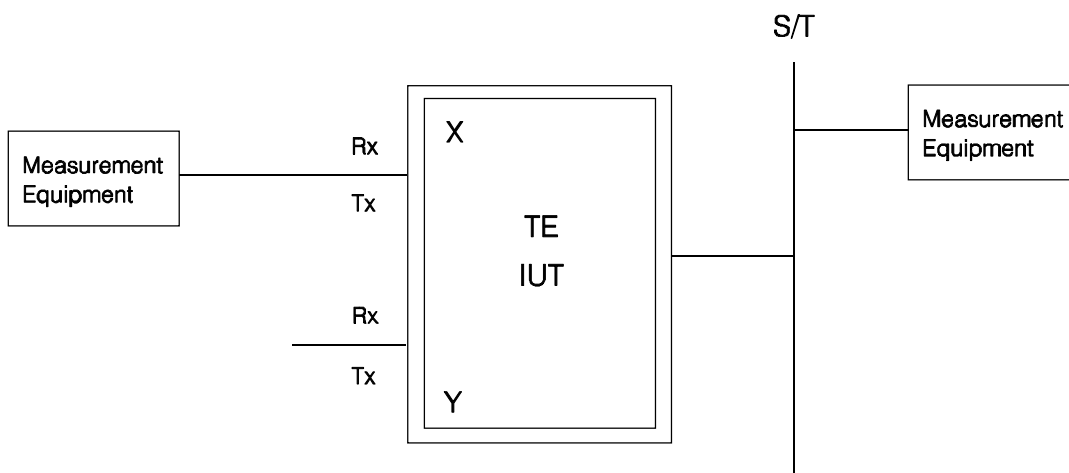 S/T
Measurement
Equipment
Rx
Tx
X
TE
IUT
Measurement
Equipment
Rx
Tx
Y